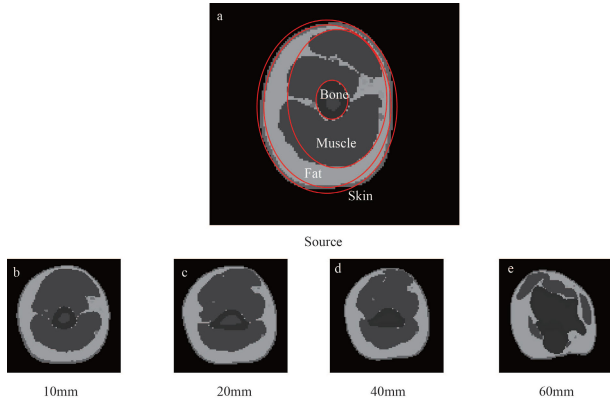 a
Bone
Muscle
Fat
Skin
Source
b
c
d
e
10mm
20mm
40mm
60mm